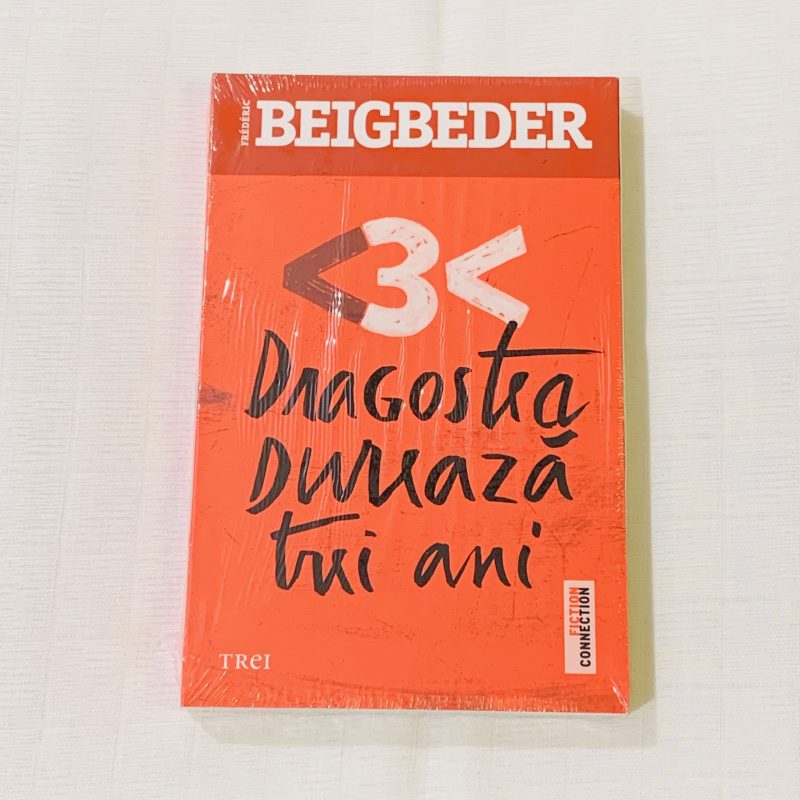 FRÉDÉRIC
BEIGBEDER
<3<
Dragostea
durează
trei ani
FICTION
CONNECTION
TREI